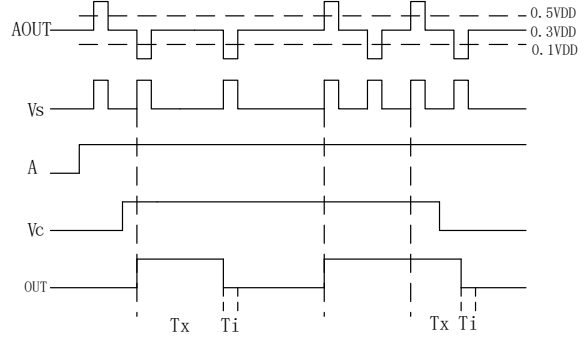 AOUT
0.5VDD
0.3VDD
0.1VDD
Vs
A
Vc
OUT
Tx Ti Tx Ti